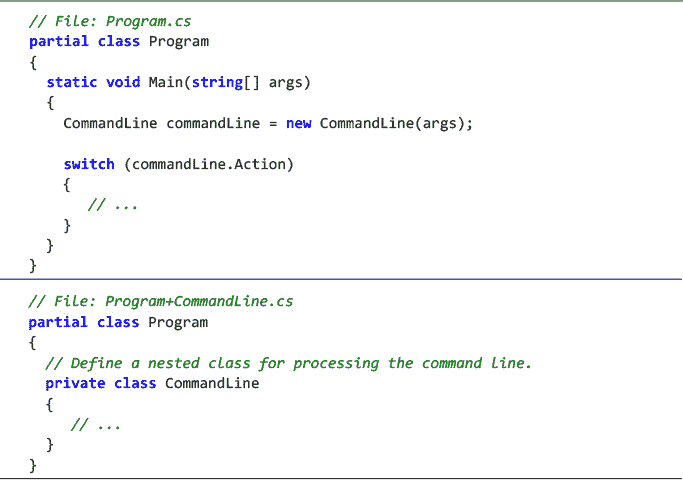 // File: Program.cs
partial class Program
{
  static void Main(string[] args)
  {
    CommandLine commandLine = new CommandLine(args);

    switch (commandLine.Action)
    {
       // ...
    }
  }
}
// File: Program+CommandLine.cs
partial class Program
{
  // Define a nested class for processing the command line.
  private class CommandLine
  {
     // ...
  }
}